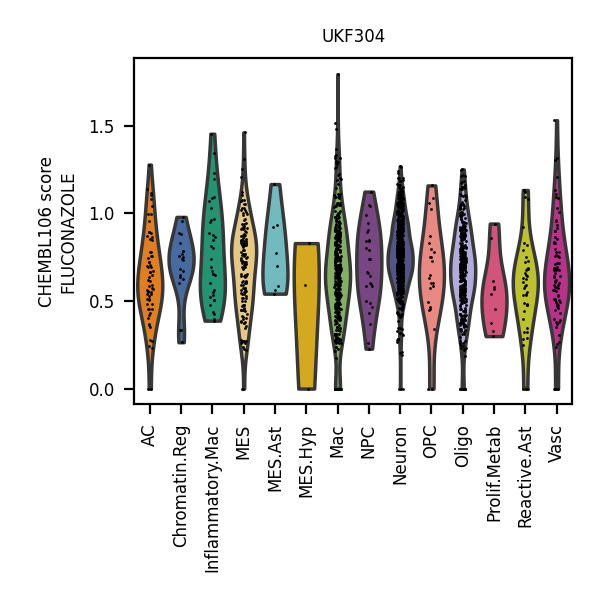 UKF304
CHEMBL106 score
FLUCONAZOLE
1.5
1.0
0.5
0.0
AC
Chromatin.Reg
Inflammatory.Mac
MES
MES.Ast
MES.Hyp
Mac
NPC
Neuron
OPC
Oligo
Prolif.Metab
Reactive.Ast
Vasc